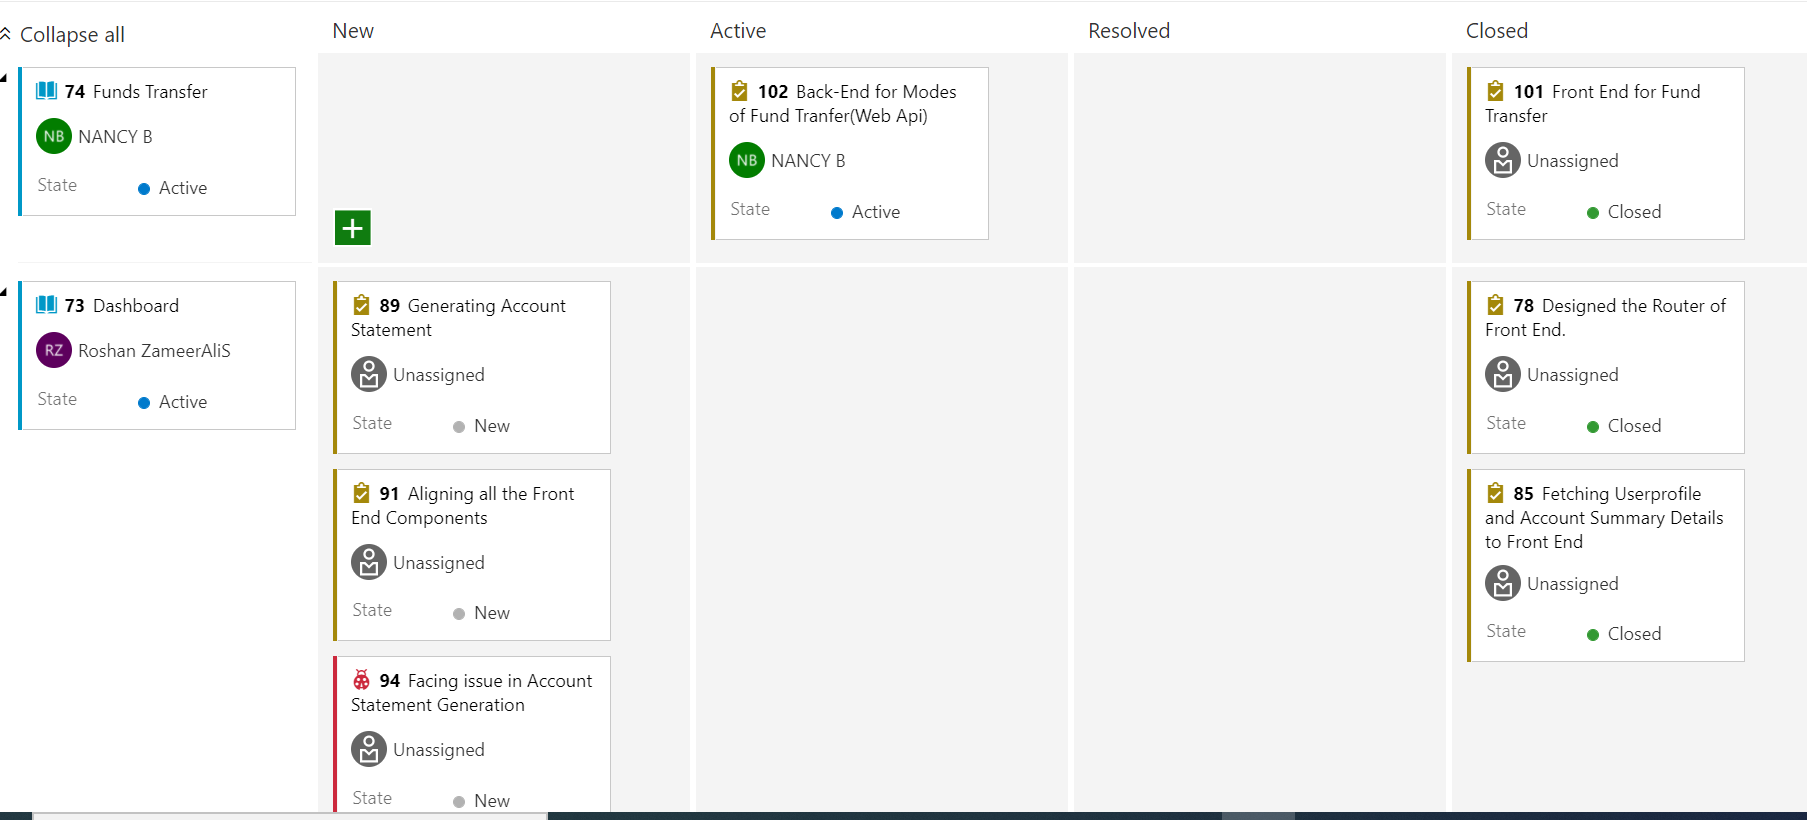 Collapse all
New
Active
Resolved
Closed
74 Funds Transfer
NB NANCY B
State Active
102 Back-End for Modes
of Fund Tranfer(Web Api)
NB NANCY B
State Active
101 Front End for Fund
Transfer
Unassigned
State Closed
73 Dashboard
RZ Roshan ZameerAliS
State Active
89 Generating Account
Statement
Unassigned
State New
91 Aligning all the Front
End Components
Unassigned
State New
94 Facing issue in Account
Statement Generation
Unassigned
State New
78 Designed the Router of
Front End.
Unassigned
State Closed
85 Fetching Userprofile
and Account Summary Details
to Front End
Unassigned
State Closed